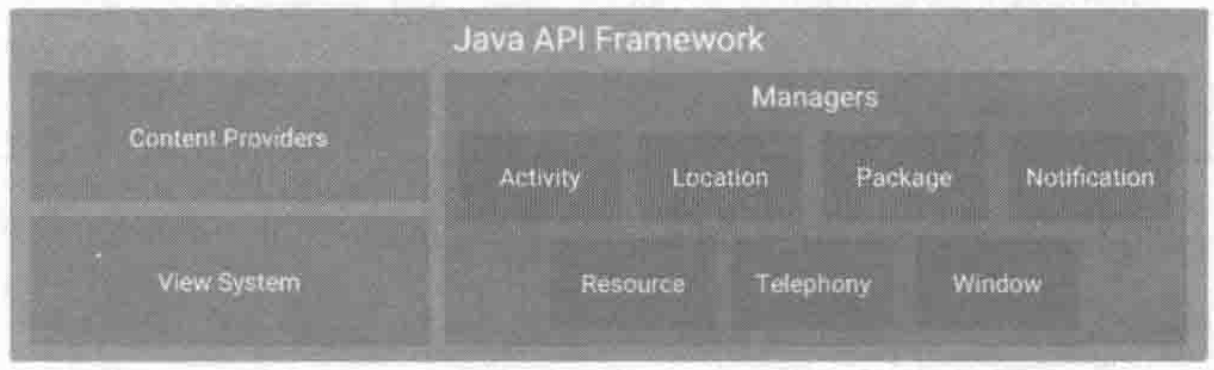 Java API Framework
Content Providers
View System
Managers
Activity Location Package Notification
Resource Telephony Window